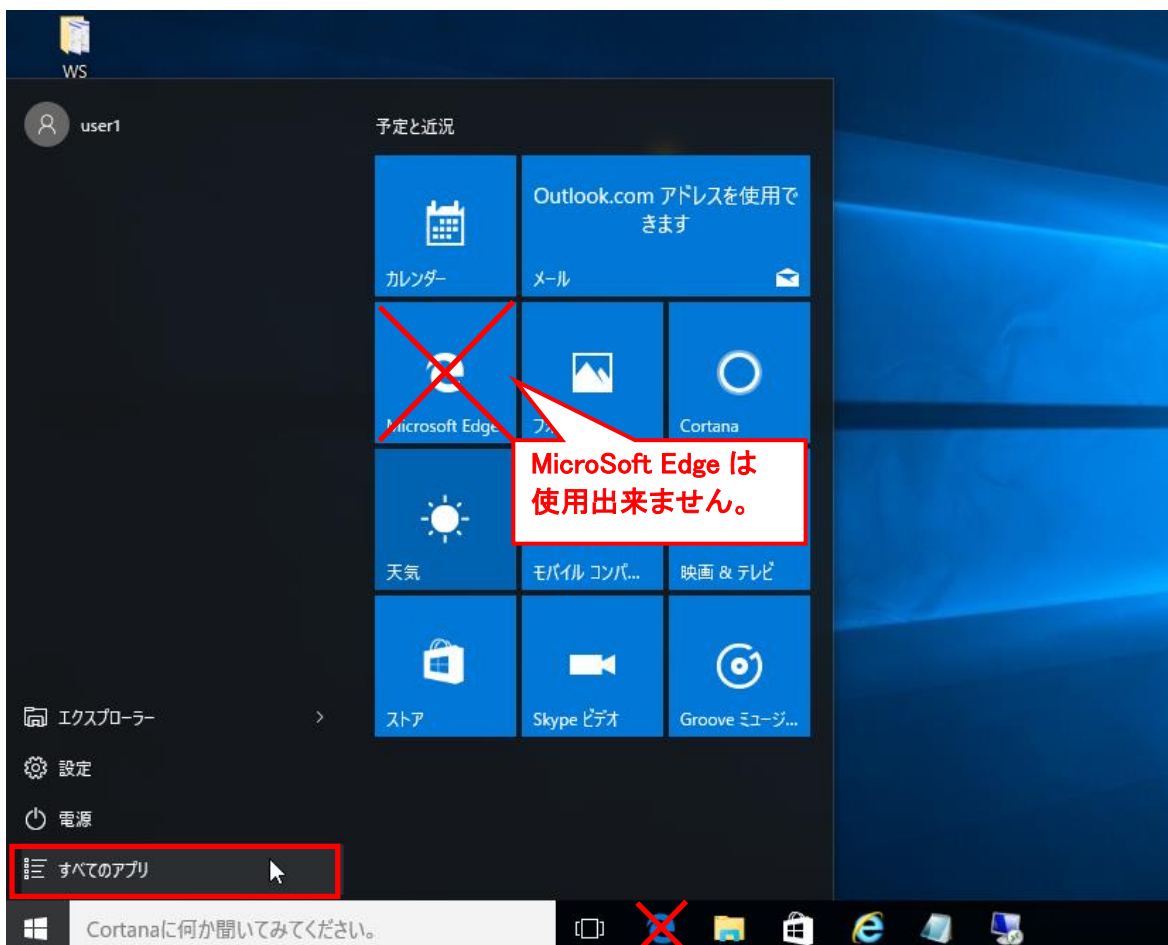 WS
user1
予定と近況
カレンダー
Outlook.com アドレスを使用で
きます
メール
Microsoft Edge
フォ
Cortana
MicroSoft Edge は
使用出来ません。
天気
モバイル コンパ...
映画 & テレビ
ストア
Skype ビデオ
Groove ミュージ...
エクスプローラー
設定
電源
すべてのアプリ
Cortanaに何か聞いてみてください。